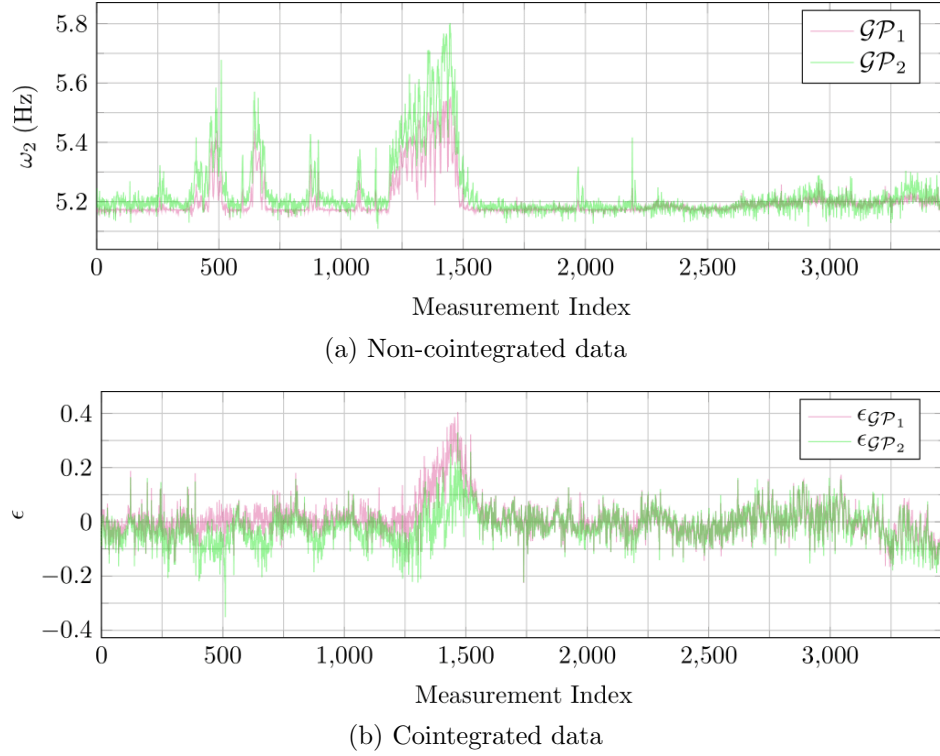 5.8
5.6
5.4
5.2
ω₂ (Hz)
𝒢𝒫₁
𝒢𝒫₂
0 500 1,000 1,500 2,000 2,500 3,000
Measurement Index
(a) Non-cointegrated data
0.4
0.2
0
−0.2
−0.4
ϵ
ϵ𝒢𝒫₁
ϵ𝒢𝒫₂
0 500 1,000 1,500 2,000 2,500 3,000
Measurement Index
(b) Cointegrated data